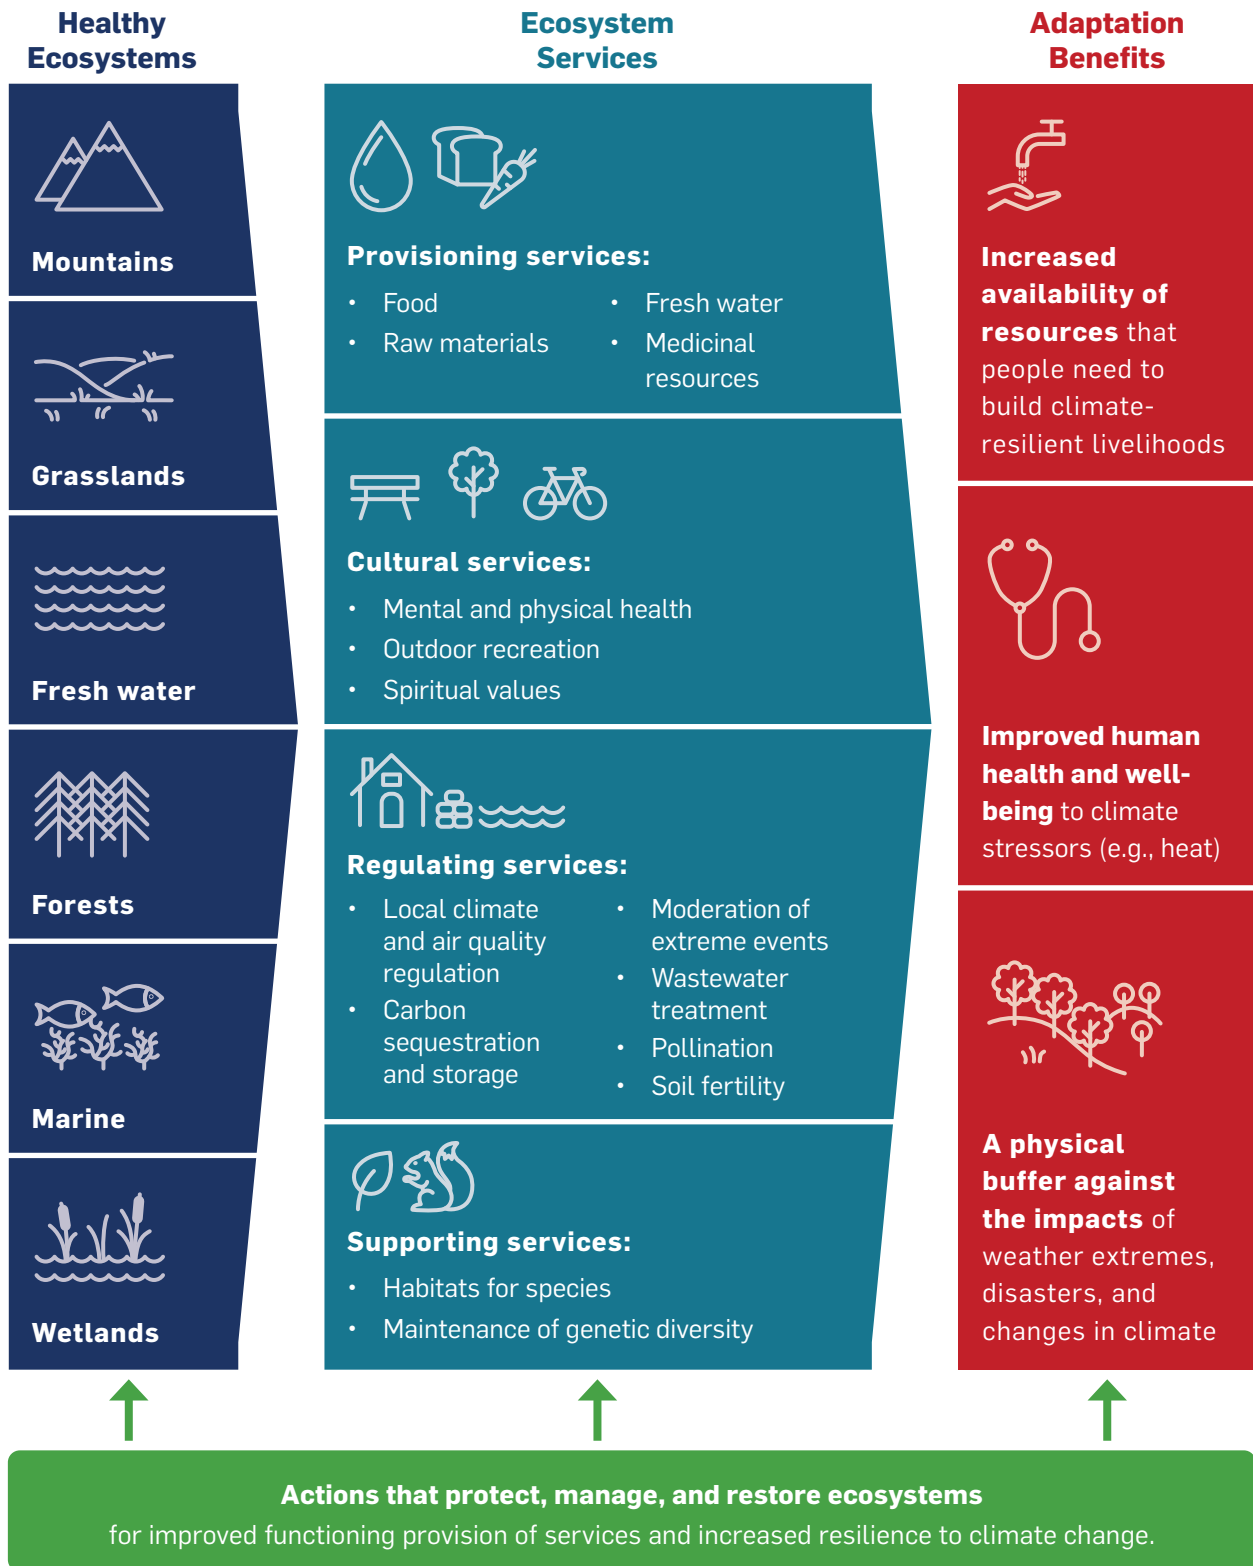 Healthy
Ecosystems
Mountains
Grasslands
Fresh water
Forests
Marine
Wetlands
Ecosystem
Services
Provisioning services:
• Food
• Raw materials
• Fresh water
• Medicinal
resources
Cultural services:
• Mental and physical health
• Outdoor recreation
• Spiritual values
Regulating services:
• Local climate
and air quality
regulation
• Carbon
sequestration
and storage
• Moderation of
extreme events
• Wastewater
treatment
• Pollination
• Soil fertility
Supporting services:
• Habitats for species
• Maintenance of genetic diversity
Adaptation
Benefits
Increased
availability of
resources that
people need to
build climate-
resilient livelihoods
Improved human
health and well-
being to climate
stressors (e.g., heat)
A physical
buffer against
the impacts of
weather extremes,
disasters, and
changes in climate
Actions that protect, manage, and restore ecosystems
for improved functioning provision of services and increased resilience to climate change.